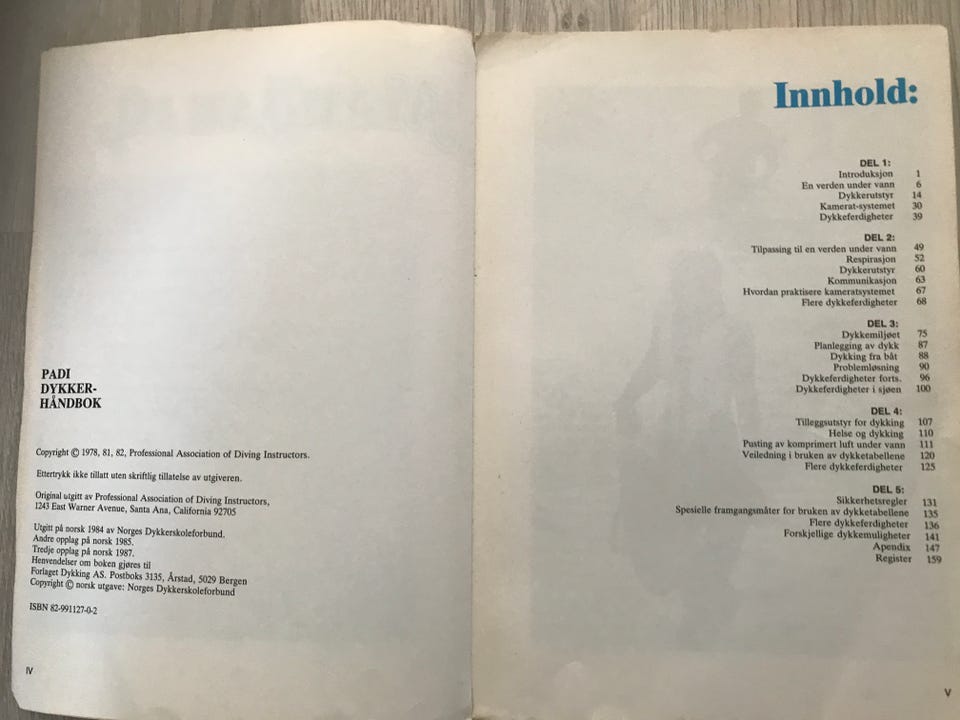 PADI
DYKKER-
HÅNDBOK
Copyright © 1978, 81, 82, Professional Association of Diving Instructors.
Ettertrykk ikke tillatt uten skriftlig tillatelse av utgiveren.
Original utgitt av Professional Association of Diving Instructors,
1243 East Warner Avenue, Santa Ana, California 92705
Utgitt på norsk 1984 av Norges Dykkerskoleforbund.
Andre opplag på norsk 1985.
Tredje opplag på norsk 1987.
Henvendelser om boken gjøres til
Forlaget Dykking AS. Postboks 3135, Årstad, 5029 Bergen
Copyright © norsk utgave: Norges Dykkerskoleforbund
ISBN 82-991127-0-2
IV
Innhold:
DEL 1:
Introduksjon 1
En verden under vann 6
Dykkerutstyr 14
Kamerat-systemet 30
Dykkeferdigheter 39
DEL 2:
Tilpassing til en verden under vann 49
Respirasjon 52
Dykkerutstyr 60
Kommunikasjon 63
Hvordan praktisere kameratsystemet 67
Flere dykkeferdigheter 68
DEL 3:
Dykkemiljøet 75
Planlegging av dykk 87
Dykking fra båt 88
Problemløsning 90
Dykkeferdigheter forts. 96
Dykkeferdigheter i sjøen 100
DEL 4:
Tilleggsutstyr for dykking 107
Helse og dykking 110
Pusting av komprimert luft under vann 111
Veiledning i bruken av dykketabellene 120
Flere dykkeferdigheter 125
DEL 5:
Sikkerhetsregler 131
Spesielle framgangsmåter for bruken av dykketabellene 135
Flere dykkeferdigheter 136
Forskjellige dykkemuligheter 141
Apendix 147
Register 159
V